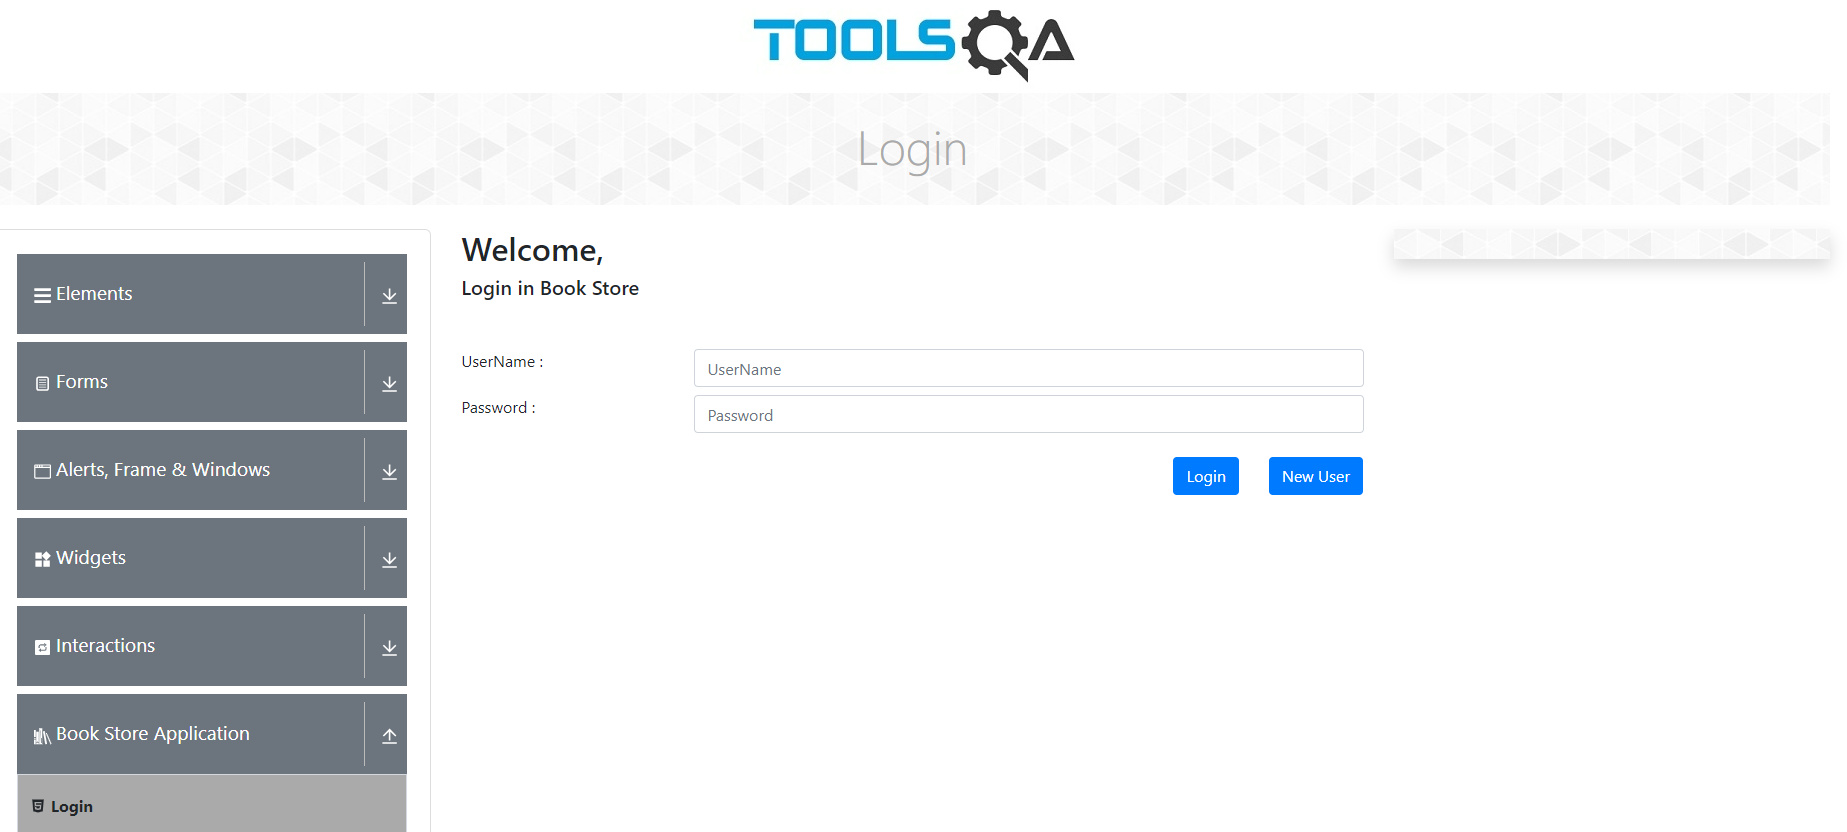 TOOLSQA
Login
Elements
Forms
Alerts, Frame & Windows
Widgets
Interactions
Book Store Application
Login
Welcome,
Login in Book Store
UserName :
UserName
Password :
Password
Login New User